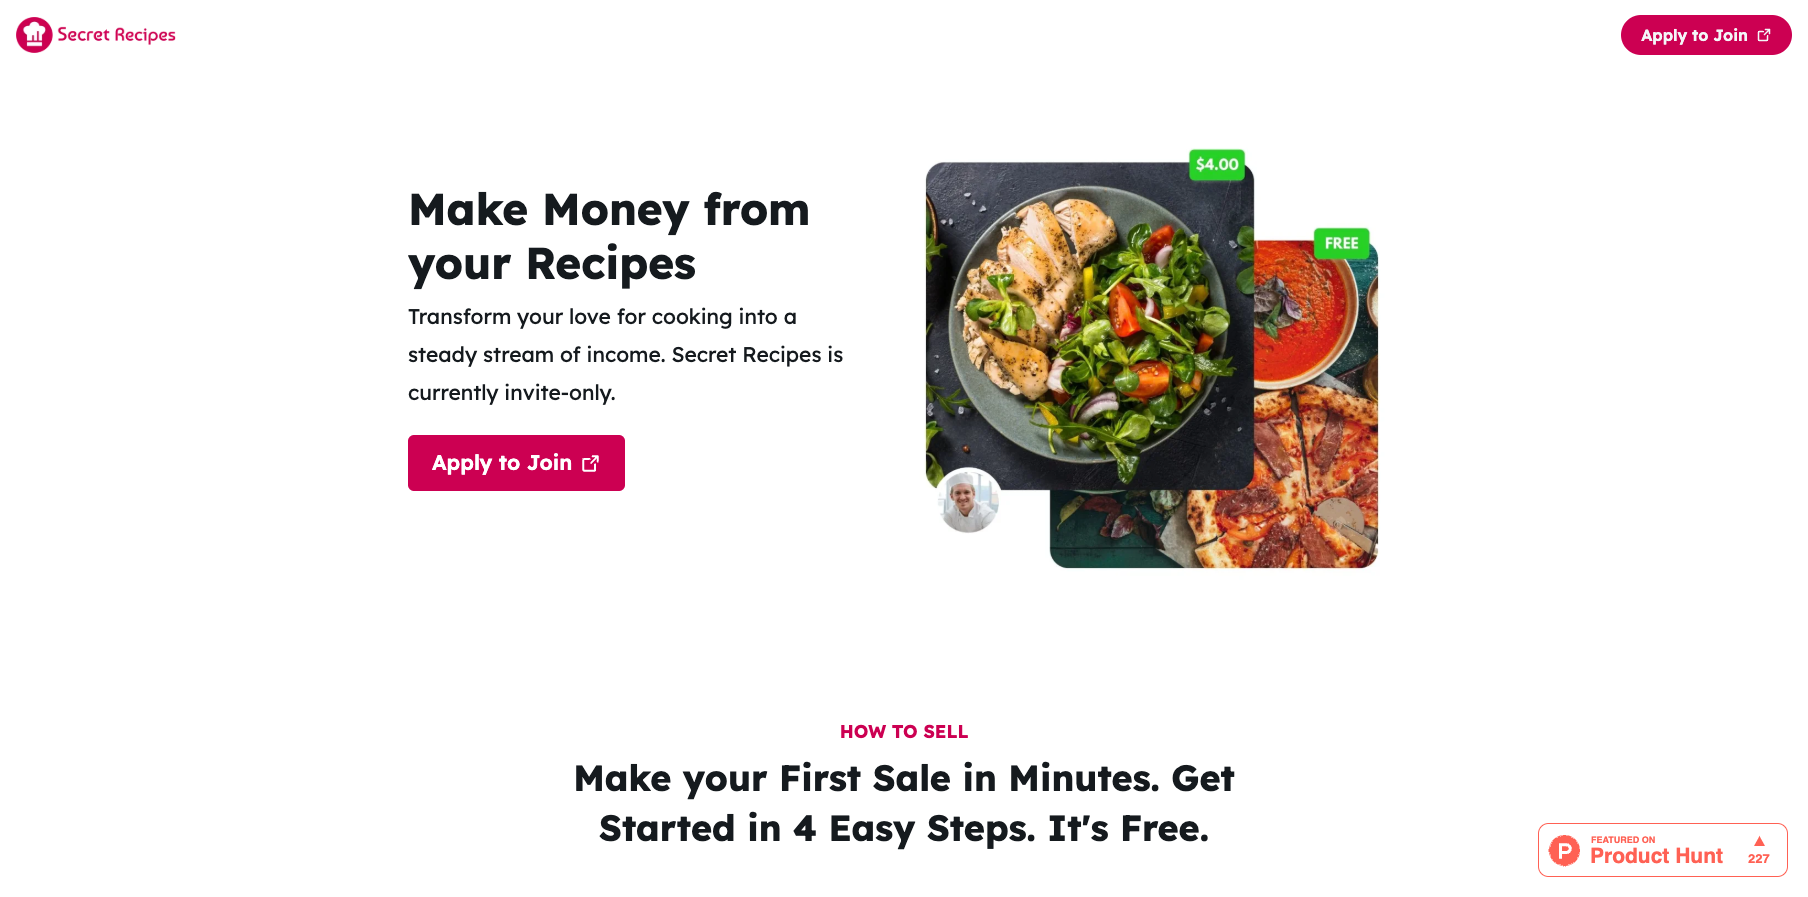 Secret Recipes
Apply to Join
$4.00
FREE
Make Money from
your Recipes
Transform your love for cooking into a
steady stream of income. Secret Recipes is
currently invite-only.
Apply to Join
HOW TO SELL
Make your First Sale in Minutes. Get
Started in 4 Easy Steps. It's Free.
P
FEATURED ON
Product Hunt
▲
227